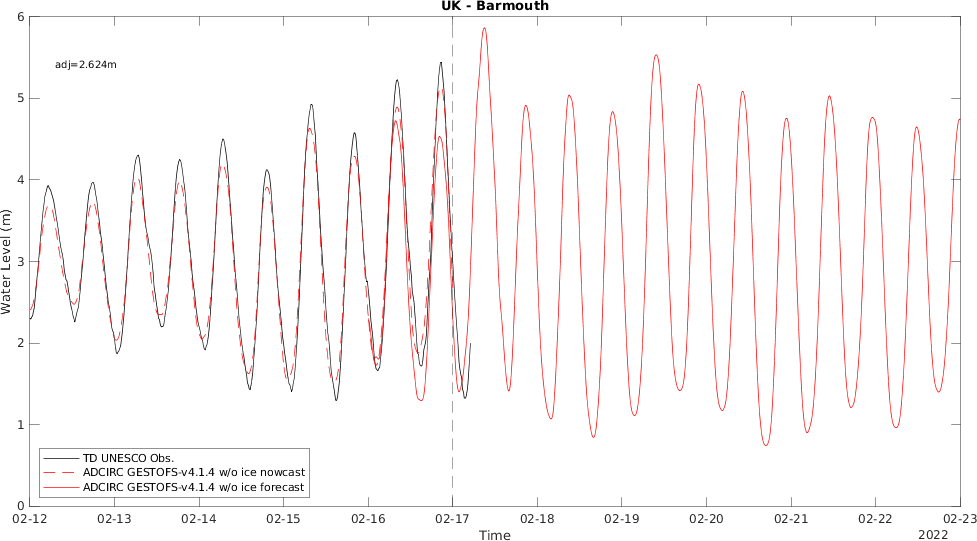 UK - Barmouth
adj=2.624m
6
5
4
3
2
1
0
Water Level (m)
TD UNESCO Obs.
ADCIRC GESTOFS-v4.1.4 w/o ice nowcast
ADCIRC GESTOFS-v4.1.4 w/o ice forecast
02-12 02-13 02-14 02-15 02-16 02-17 02-18 02-19 02-20 02-21 02-22 02-23
Time
2022